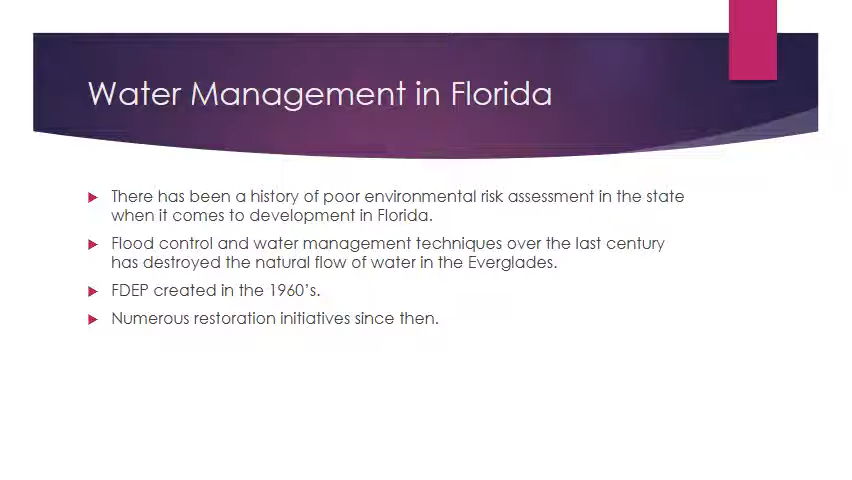 Water Management in Florida
There has been a history of poor environmental risk assessment in the state
when it comes to development in Florida.
Flood control and water management techniques over the last century
has destroyed the natural flow of water in the Everglades.
FDEP created in the 1960’s.
Numerous restoration initiatives since then.